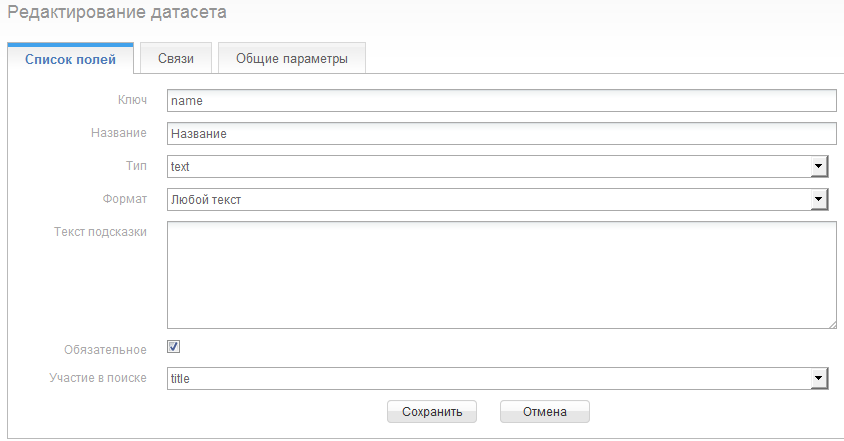 Редактирование датасета
Список полей Связи Общие параметры
Ключ name
Название Название
Тип text
Формат Любой текст
Текст подсказки
Обязательное
Участие в поиске title
Сохранить Отмена